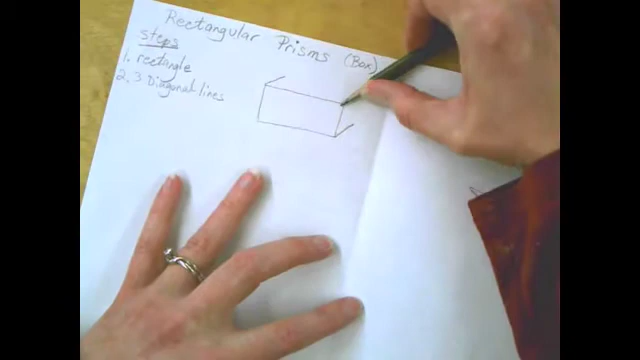 Rectangular Prisms (Box)
steps
1. rectangle
2. 3 Diagonal lines